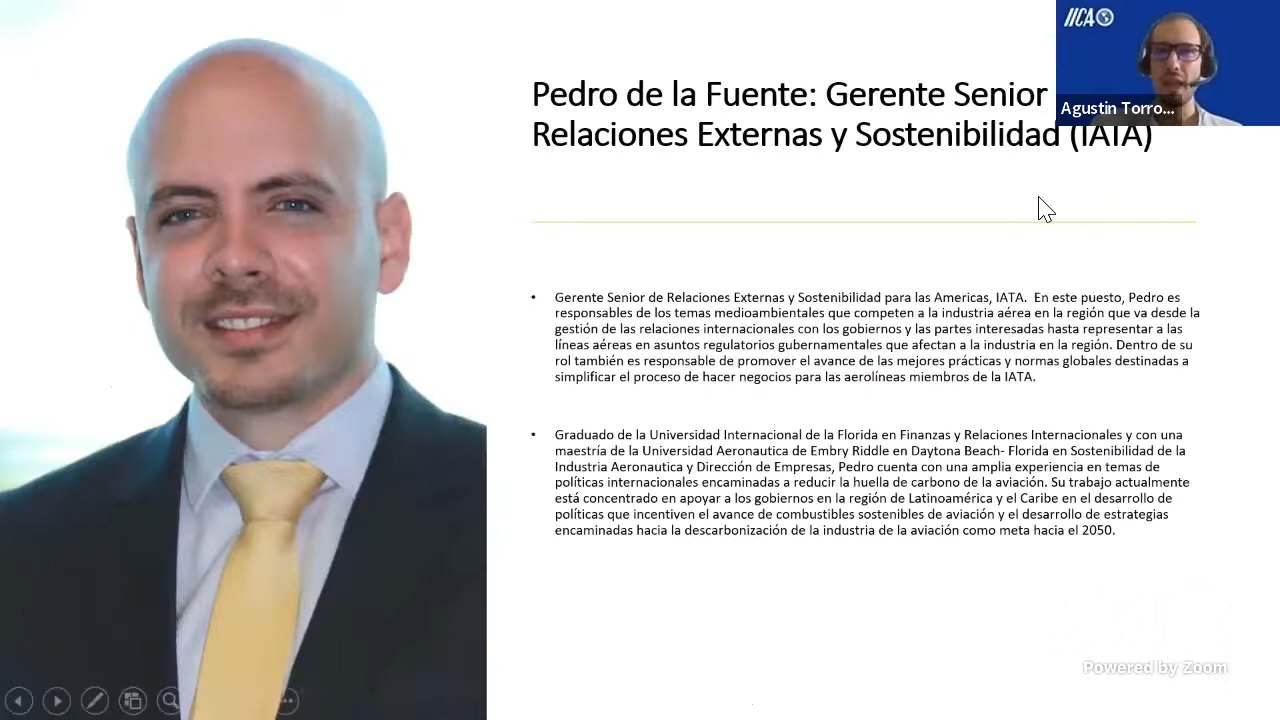 Pedro de la Fuente: Gerente Senior
Relaciones Externas y Sostenibilidad (IATA)
IICA
Agustin Torro...
• Gerente Senior de Relaciones Externas y Sostenibilidad para las Americas, IATA. En este puesto, Pedro es
responsables de los temas medioambientales que competen a la industria aérea en la región que va desde la
gestión de las relaciones internacionales con los gobiernos y las partes interesadas hasta representar a las
líneas aéreas en asuntos regulatorios gubernamentales que afectan a la industria en la región. Dentro de su
rol también es responsable de promover el avance de las mejores prácticas y normas globales destinadas a
simplificar el proceso de hacer negocios para las aerolíneas miembros de la IATA.
• Graduado de la Universidad Internacional de la Florida en Finanzas y Relaciones Internacionales y con una
maestría de la Universidad Aeronautica de Embry Riddle en Daytona Beach- Florida en Sostenibilidad de la
Industria Aeronautica y Dirección de Empresas, Pedro cuenta con una amplia experiencia en temas de
políticas internacionales encaminadas a reducir la huella de carbono de la aviación. Su trabajo actualmente
está concentrado en apoyar a los gobiernos en la región de Latinoamérica y el Caribe en el desarrollo de
políticas que incentiven el avance de combustibles sostenibles de aviación y el desarrollo de estrategias
encaminadas hacia la descarbonización de la industria de la aviación como meta hacia el 2050.
Powered by Zoom